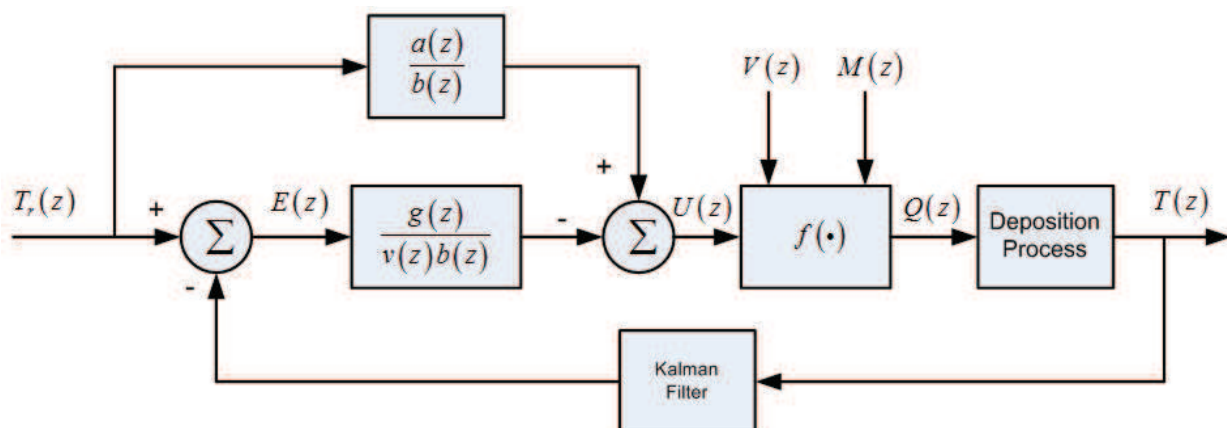 a(z)
b(z)
V(z) M(z)
T_r(z) + E(z) g(z) - + U(z) Q(z) T(z)
v(z)b(z)
Σ Σ f(•) Deposition
Process
-
Kalman
Filter